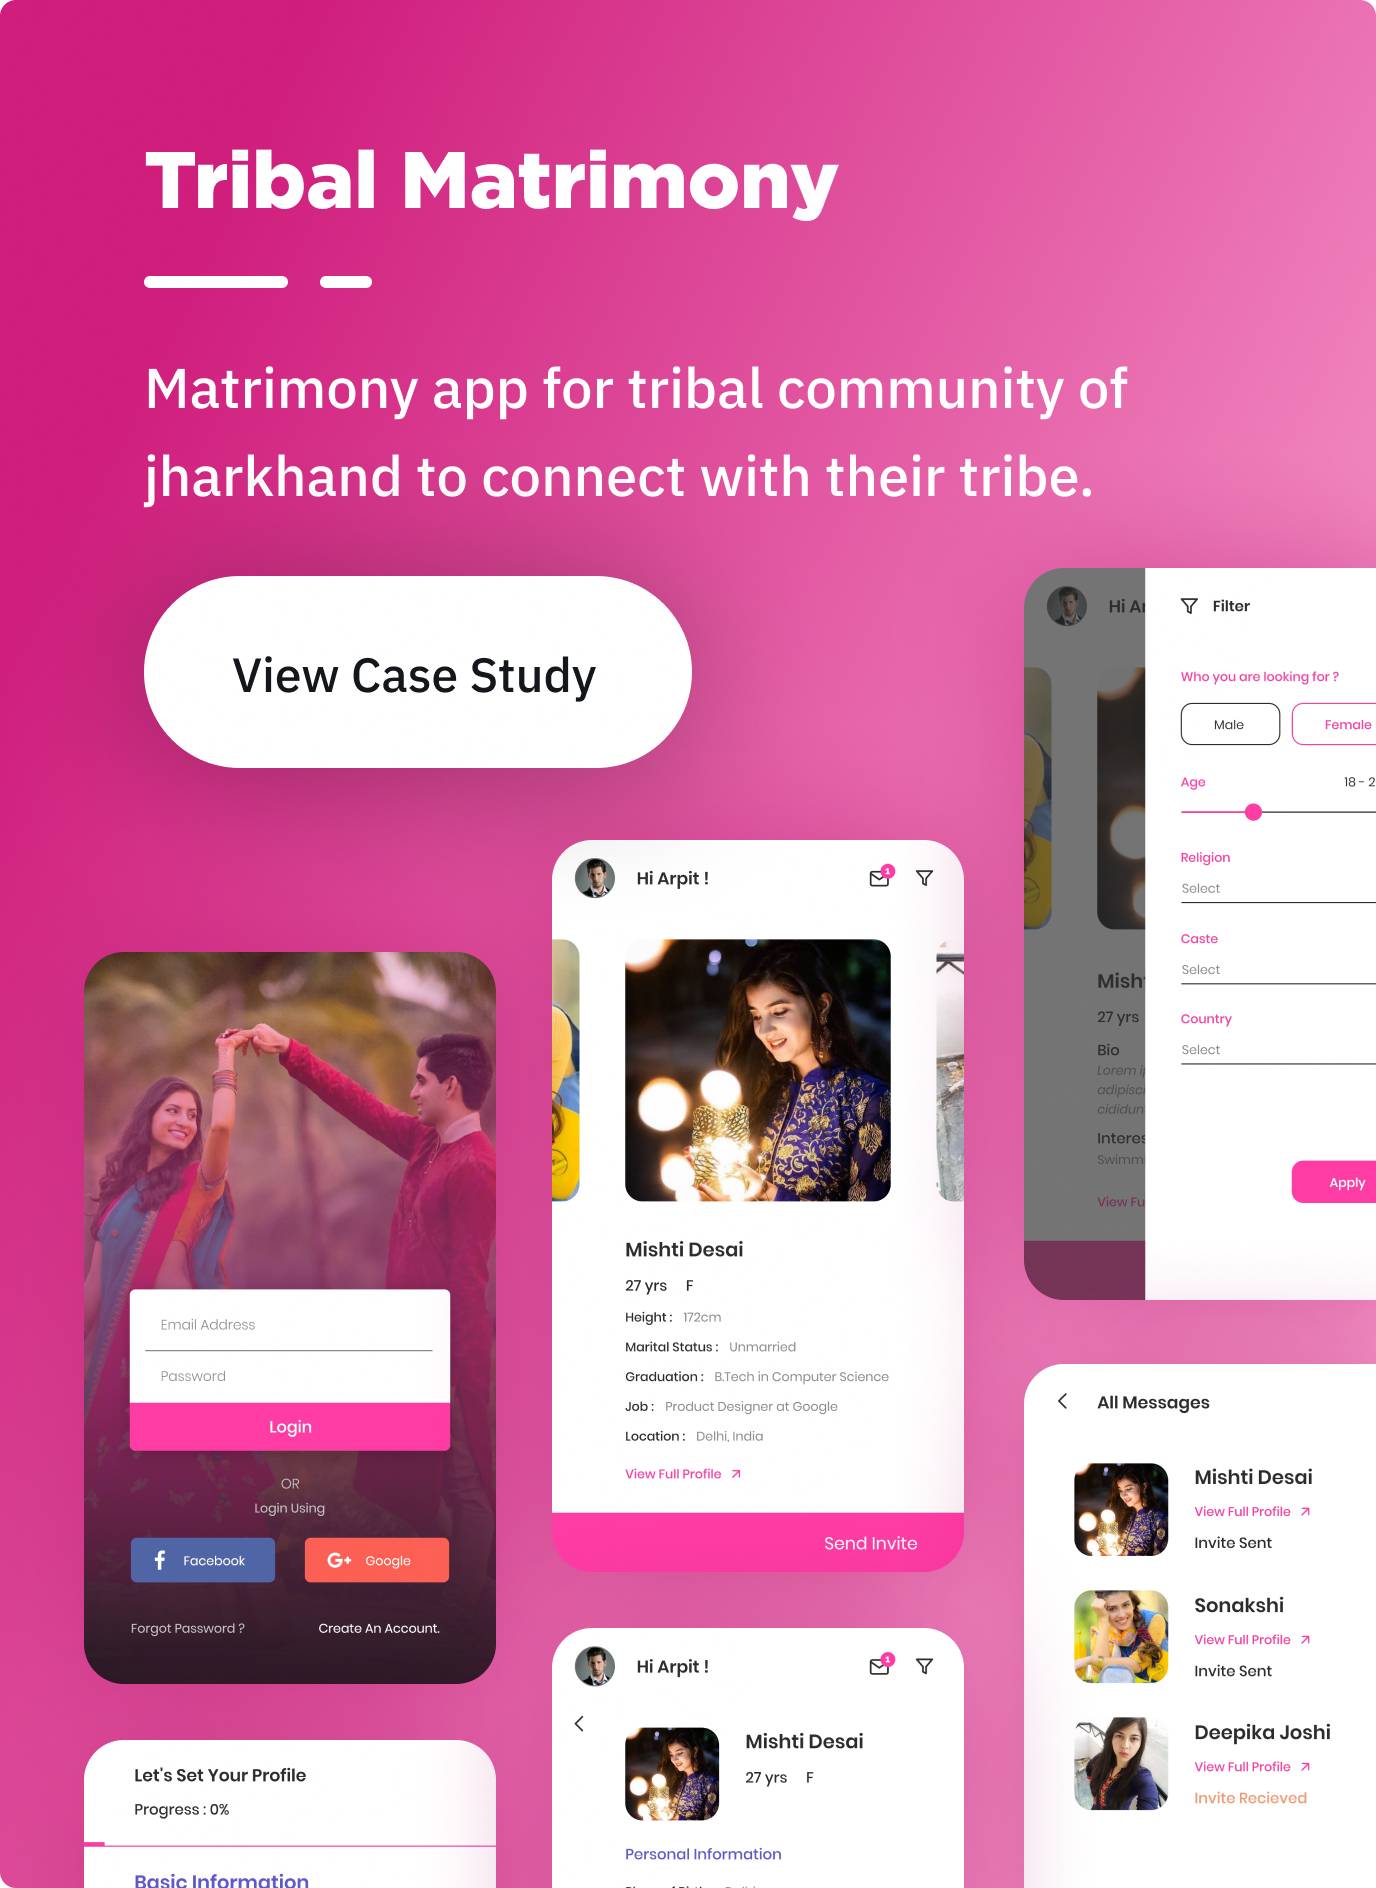 Tribal Matrimony
Matrimony app for tribal community of
jharkhand to connect with their tribe.
View Case Study
Email Address
Password
Login
OR
Login Using
Facebook
G+ Google
Forgot Password ?
Create An Account.
Let's Set Your Profile
Progress : 0%
Basic Information
Hi Arpit !
1
Mishti Desai
27 yrs F
Height : 172cm
Marital Status : Unmarried
Graduation : B.Tech in Computer Science
Job : Product Designer at Google
Location : Delhi, India
View Full Profile
Send Invite
Hi Arpit !
1
Mishti Desai
27 yrs F
Personal Information
Hi Ar
Mish
27 yrs
Bio
Lorem i
adipisc
cididun
Interes
Swimm
View Fu
Filter
Who you are looking for ?
Male
Female
Age
18 - 2
Religion
Select
Caste
Select
Country
Select
Apply
All Messages
Mishti Desai
View Full Profile
Invite Sent
Sonakshi
View Full Profile
Invite Sent
Deepika Joshi
View Full Profile
Invite Recieved